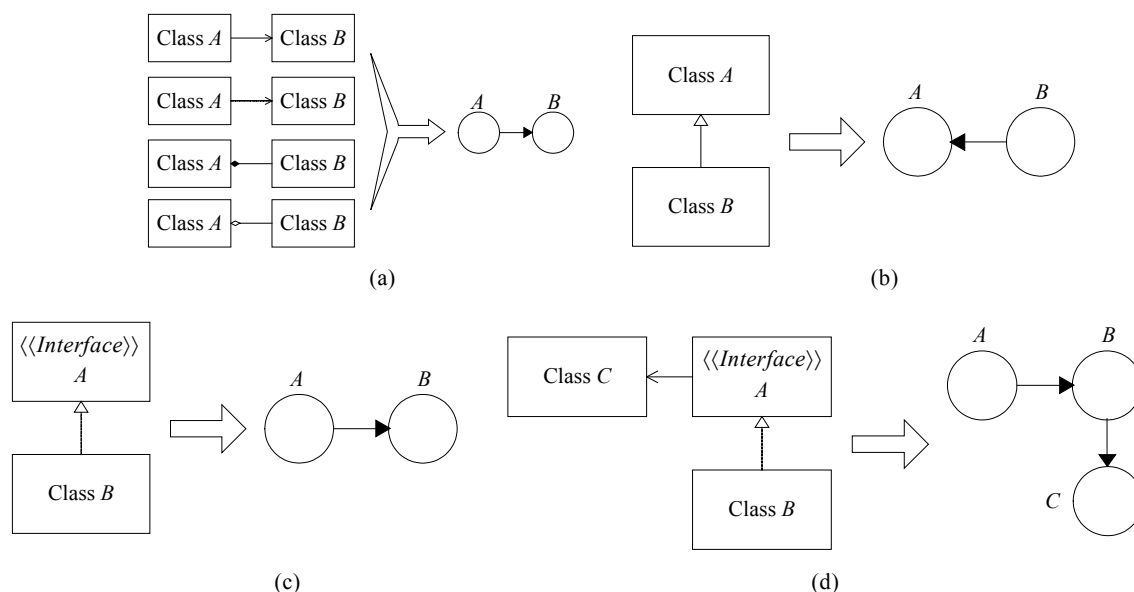 Class A
Class B
Class A
Class B
Class A
Class B
Class A
Class B
A
B
(a)
Class A
Class B
A
B
(b)
⟨⟨Interface⟩⟩
A
Class B
A
B
(c)
Class C
⟨⟨Interface⟩⟩
A
Class B
A
B
C
(d)